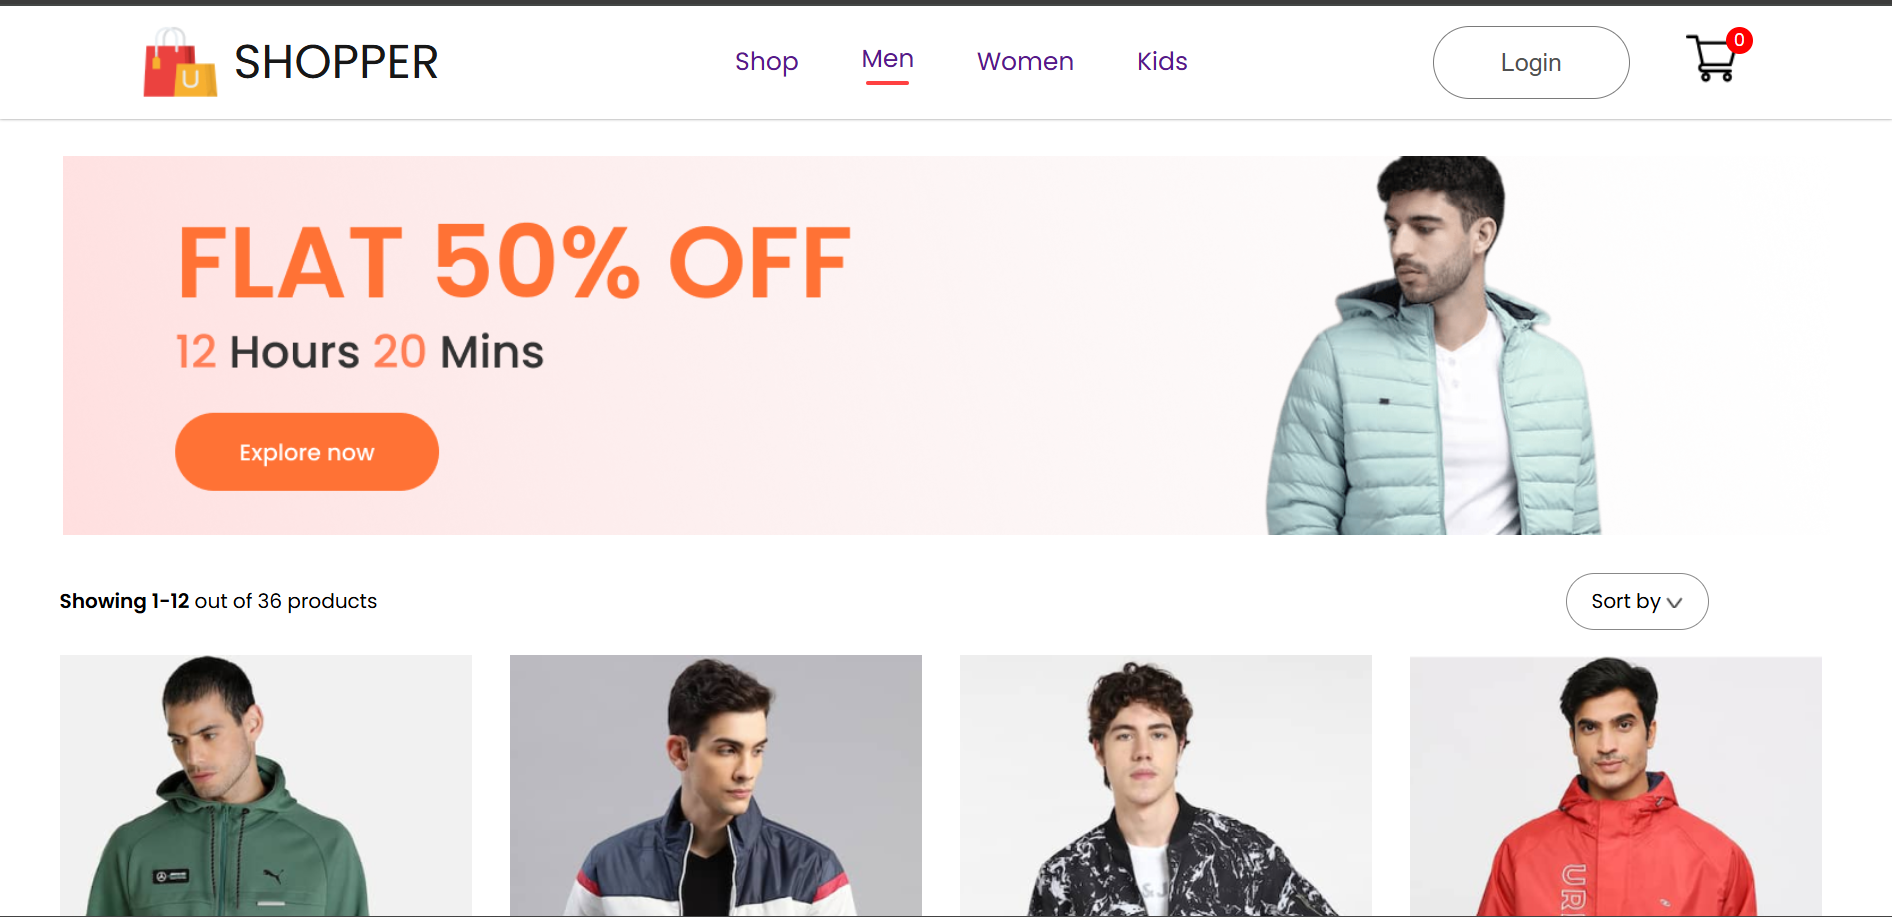 SHOPPER
Shop Men Women Kids
Login
0
U
FLAT 50% OFF
12 Hours 20 Mins
Explore now
Showing 1-12 out of 36 products
Sort by